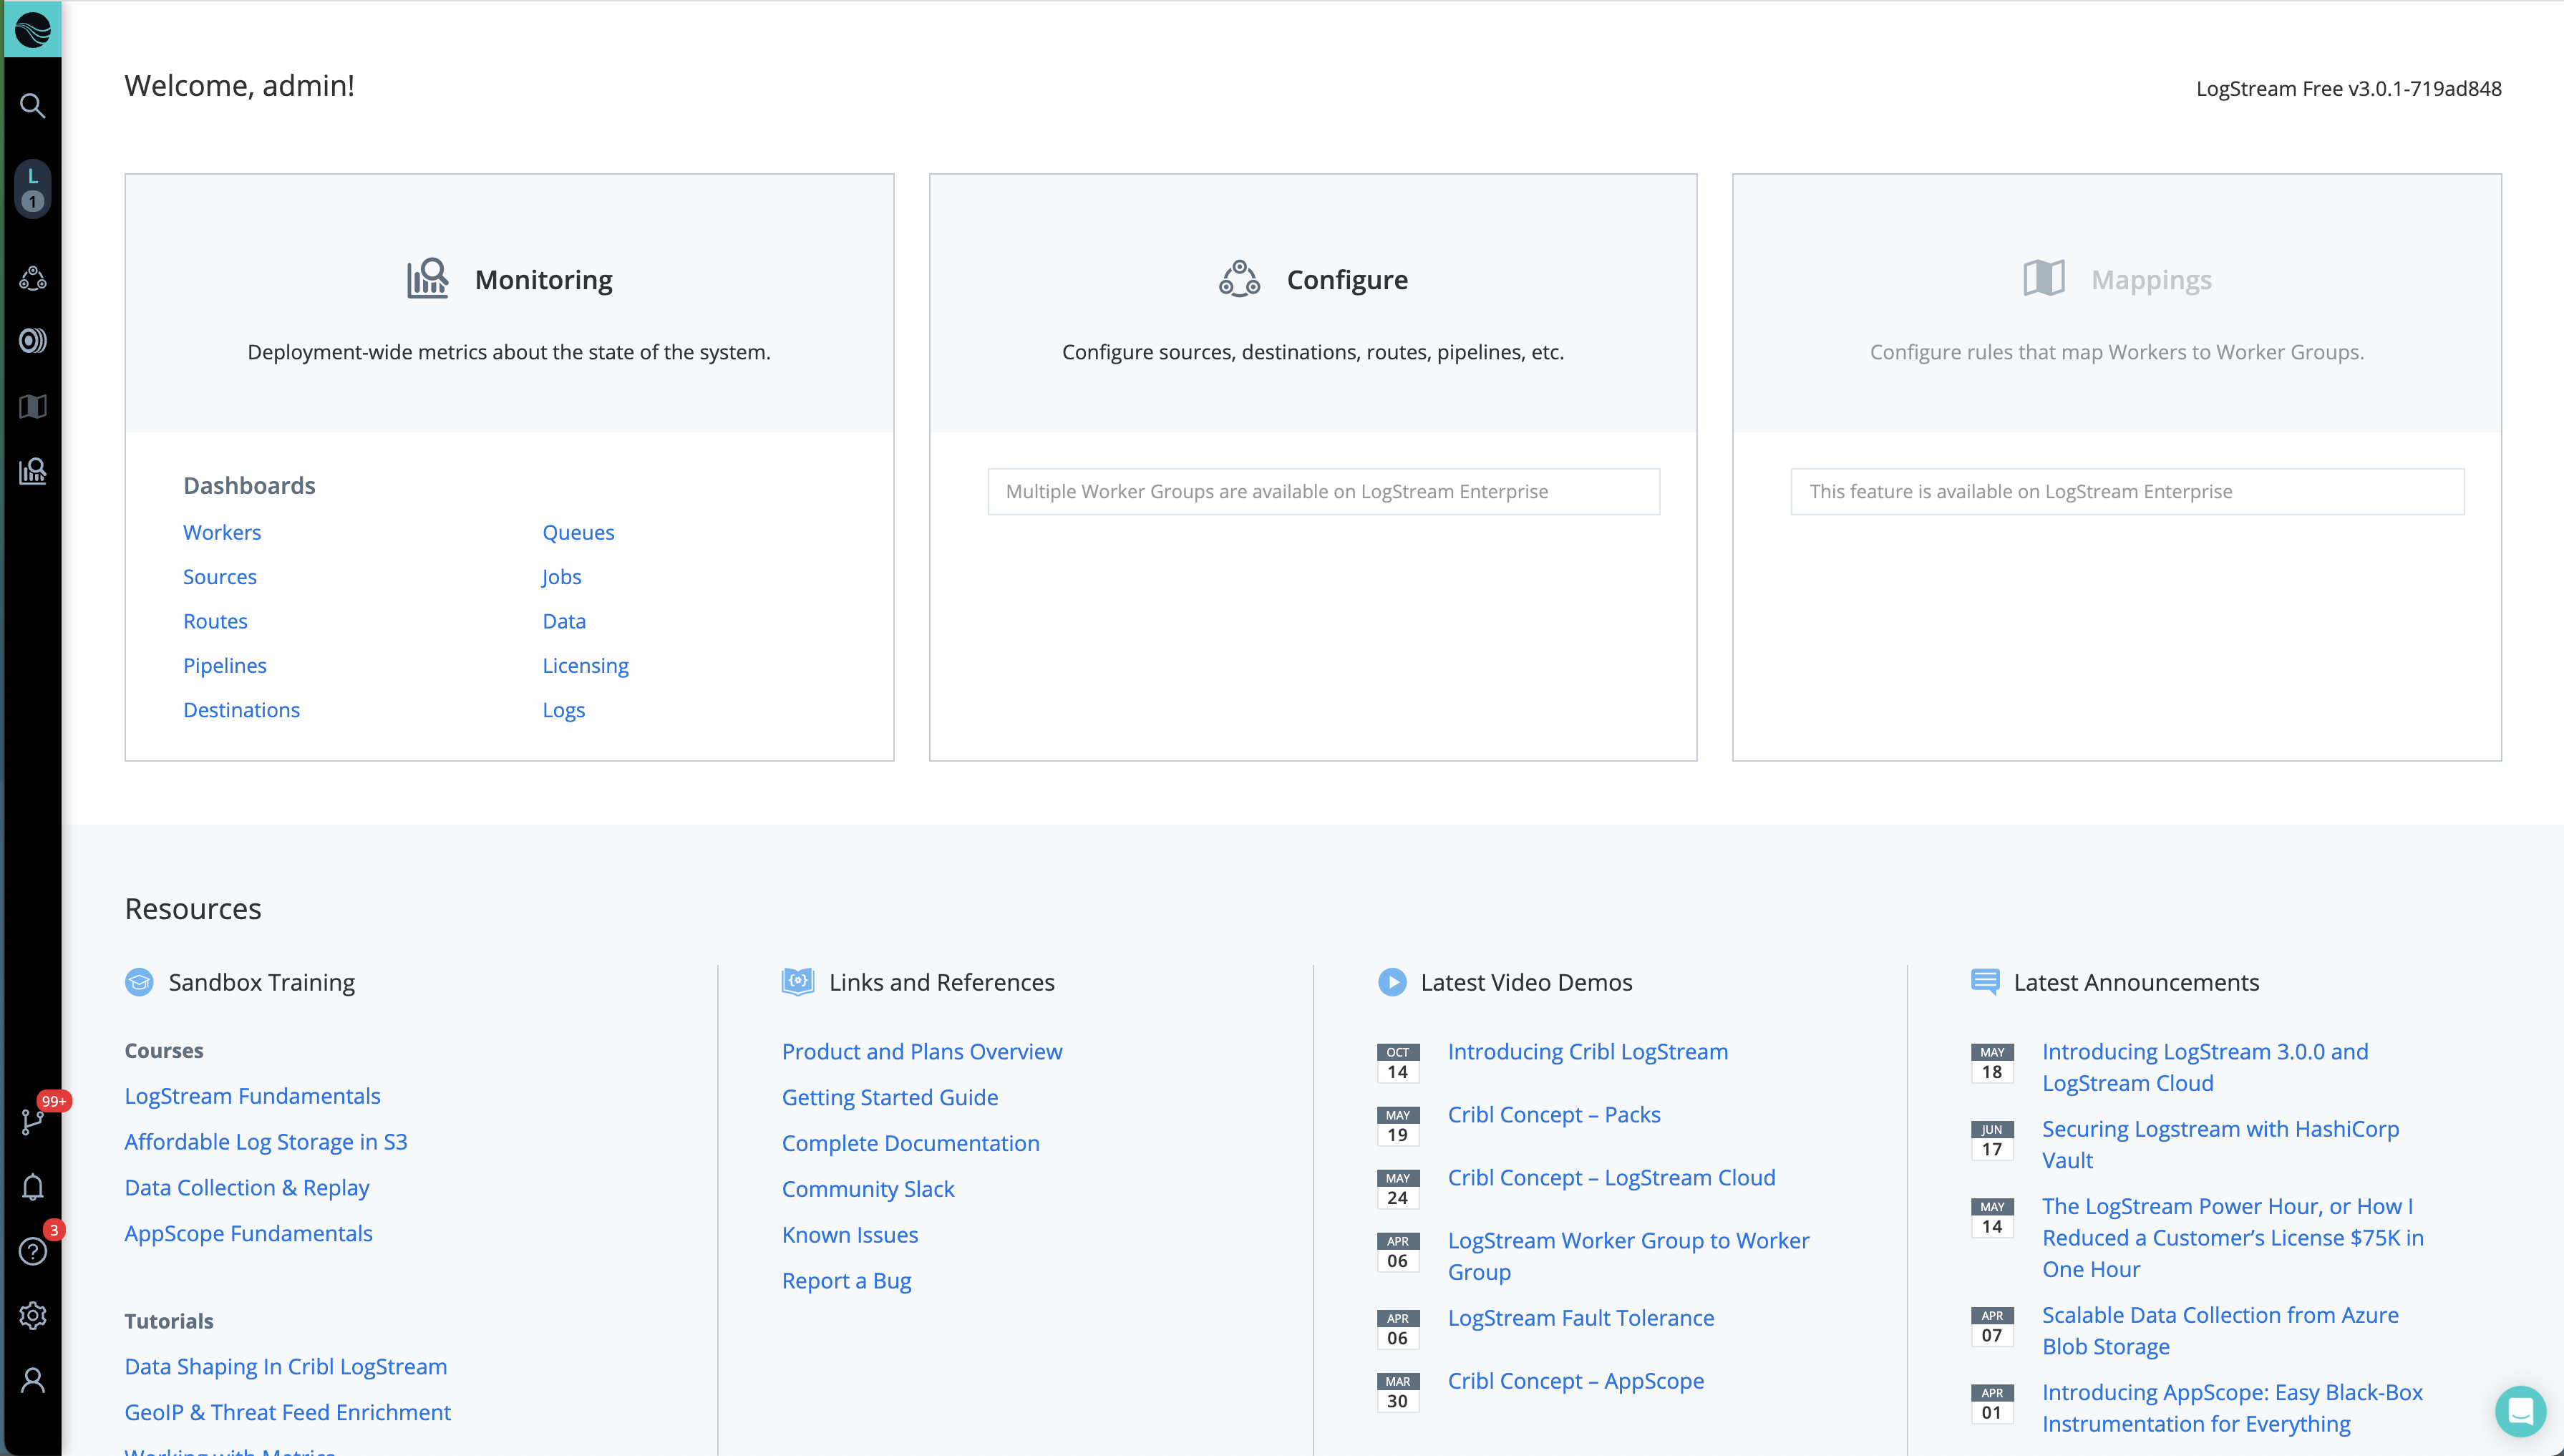 L
1
99+
3
Welcome, admin!
LogStream Free v3.0.1-719ad848
Monitoring
Deployment-wide metrics about the state of the system.
Dashboards
Workers
Queues
Sources
Jobs
Routes
Data
Pipelines
Licensing
Destinations
Logs
Configure
Configure sources, destinations, routes, pipelines, etc.
Multiple Worker Groups are available on LogStream Enterprise
Mappings
Configure rules that map Workers to Worker Groups.
This feature is available on LogStream Enterprise
Resources
Sandbox Training
Courses
LogStream Fundamentals
Affordable Log Storage in S3
Data Collection & Replay
AppScope Fundamentals
Tutorials
Data Shaping In Cribl LogStream
GeoIP & Threat Feed Enrichment
Working with Metrics
Links and References
Product and Plans Overview
Getting Started Guide
Complete Documentation
Community Slack
Known Issues
Report a Bug
Latest Video Demos
OCT
14
Introducing Cribl LogStream
MAY
19
Cribl Concept – Packs
MAY
24
Cribl Concept – LogStream Cloud
APR
06
LogStream Worker Group to Worker
Group
APR
06
LogStream Fault Tolerance
MAR
30
Cribl Concept – AppScope
Latest Announcements
MAY
18
Introducing LogStream 3.0.0 and
LogStream Cloud
JUN
17
Securing Logstream with HashiCorp
Vault
MAY
14
The LogStream Power Hour, or How I
Reduced a Customer’s License $75K in
One Hour
APR
07
Scalable Data Collection from Azure
Blob Storage
APR
01
Introducing AppScope: Easy Black-Box
Instrumentation for Everything